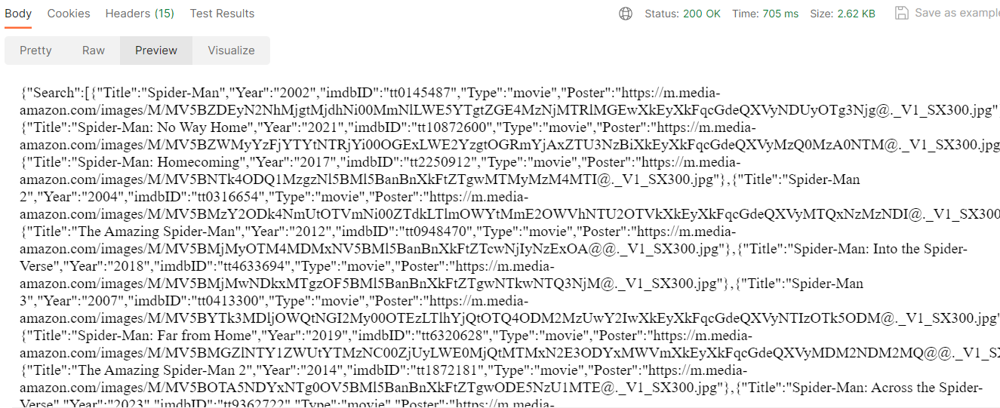 Body Cookies Headers (15) Test Results Status: 200 OK Time: 705 ms Size: 2.62 KB Save as example
Pretty Raw Preview Visualize
{"Search":[{"Title":"Spider-Man","Year":"2002","imdbID":"tt0145487","Type":"movie","Poster":"https://m.media-
amazon.com/images/M/MV5BZDEyN2NhMjgtMjdhNi00MmNlLWE5YTgtZGE4MzNjMTRlMGEwXkEyXkFqcGdeQXVyNDUyOTg3Njg@._V1_SX300.jpg"
{"Title":"Spider-Man: No Way Home","Year":"2021","imdbID":"tt10872600","Type":"movie","Poster":"https://m.media-
amazon.com/images/M/MV5BZWMyYzFjYTYtNTRjYi00OGExLWE2YzgtOGRmYjAxZTU3NzBiXkEyXkFqcGdeQXVyMzQ0MzA0NTM@._V1_SX300.jpg
{"Title":"Spider-Man: Homecoming","Year":"2017","imdbID":"tt2250912","Type":"movie","Poster":"https://m.media-
amazon.com/images/M/MV5BNTk4ODQ1MzgzNl5BMl5BanBnXkFtZTgwMTMyMzM4MTI@._V1_SX300.jpg"},{"Title":"Spider-Man
2","Year":"2004","imdbID":"tt0316654","Type":"movie","Poster":"https://m.media-
amazon.com/images/M/MV5BMzY2ODk4NmUtOTVmNi00ZTdkLTlmOWYtMmE2OWVhNTU2OTVkXkEyXkFqcGdeQXVyMTQxNzMzNDI@._V1_SX300
{"Title":"The Amazing Spider-Man","Year":"2012","imdbID":"tt0948470","Type":"movie","Poster":"https://m.media-
amazon.com/images/M/MV5BMjMyOTM4MDMxNV5BMl5BanBnXkFtZTcwNjIyNzExOA@@._V1_SX300.jpg"},{"Title":"Spider-Man: Into the Spider-
Verse","Year":"2018","imdbID":"tt4633694","Type":"movie","Poster":"https://m.media-
amazon.com/images/M/MV5BMjMwNDkxMTgzOF5BMl5BanBnXkFtZTgwNTkwNTQ3NjM@._V1_SX300.jpg"},{"Title":"Spider-Man
3","Year":"2007","imdbID":"tt0413300","Type":"movie","Poster":"https://m.media-
amazon.com/images/M/MV5BYTk3MDljOWQtNGI2My00OTEzLTlhYjQtOTQ4ODM2MzUwY2IwXkEyXkFqcGdeQXVyNTIzOTk5ODM@._V1_SX300.jpg"
{"Title":"Spider-Man: Far from Home","Year":"2019","imdbID":"tt6320628","Type":"movie","Poster":"https://m.media-
amazon.com/images/M/MV5BMGZlNTY1ZWUtYTMzNC00ZjUyLWE0MjQtMTMxN2E3ODYxMWVmXkEyXkFqcGdeQXVyMDM2NDM2MQ@@._V1_SX
{"Title":"The Amazing Spider-Man 2","Year":"2014","imdbID":"tt1872181","Type":"movie","Poster":"https://m.media-
amazon.com/images/M/MV5BOTA5NDYxNTg0OV5BMl5BanBnXkFtZTgwODE5NzU1MTE@._V1_SX300.jpg"},{"Title":"Spider-Man: Across the Spider-
Verse","Year":"2023","imdbID":"tt9362722","Type":"movie","Poster":"https://m.media-